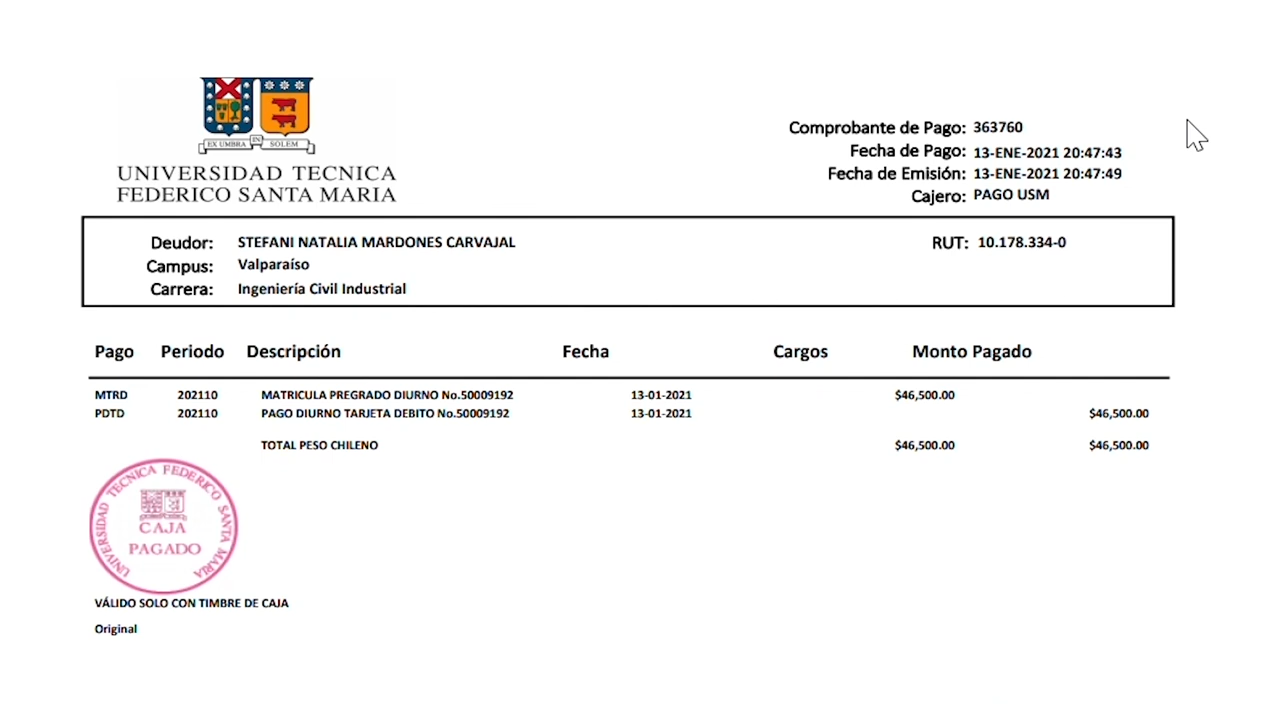 EX UMBRA IN SOLEM
UNIVERSIDAD TECNICA
FEDERICO SANTA MARIA
Comprobante de Pago: 363760
Fecha de Pago: 13-ENE-2021 20:47:43
Fecha de Emisión: 13-ENE-2021 20:47:49
Cajero: PAGO USM
Deudor: STEFANI NATALIA MARDONES CARVAJAL RUT: 10.178.334-0
Campus: Valparaíso
Carrera: Ingeniería Civil Industrial
Pago Periodo Descripción Fecha Cargos Monto Pagado
MTRD 202110 MATRICULA PREGRADO DIURNO No.50009192 13-01-2021 $46,500.00
PDTD 202110 PAGO DIURNO TARJETA DEBITO No.50009192 13-01-2021 $46,500.00
TOTAL PESO CHILENO $46,500.00 $46,500.00
UNIVERSIDAD TECNICA FEDERICO SANTA MARIA
CAJA
PAGADO
VÁLIDO SOLO CON TIMBRE DE CAJA
Original